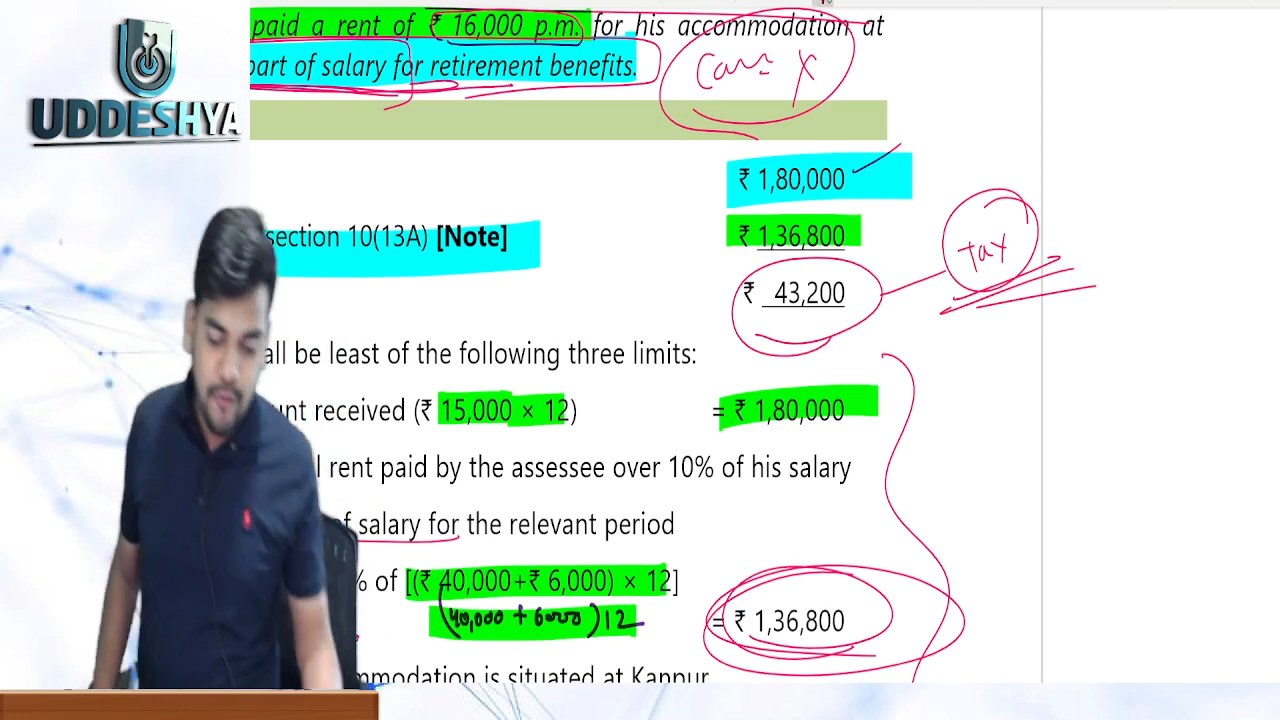 paid a rent of ₹ 16,000 p.m. for his accommodation at
part of salary for retirement benefits.
UDDESHYA
₹ 1,80,000
section 10(13A) [Note]
₹ 1,36,800
Tax
₹ 43,200
all be least of the following three limits:
unt received (₹ 15,000 × 12)
= ₹ 1,80,000
l rent paid by the assessee over 10% of his salary
of salary for the relevant period
% of [(₹ 40,000+₹ 6,000) × 12]
(40,000 + 6000)12
= ₹ 1,36,800
mmodation is situated at Kanpur